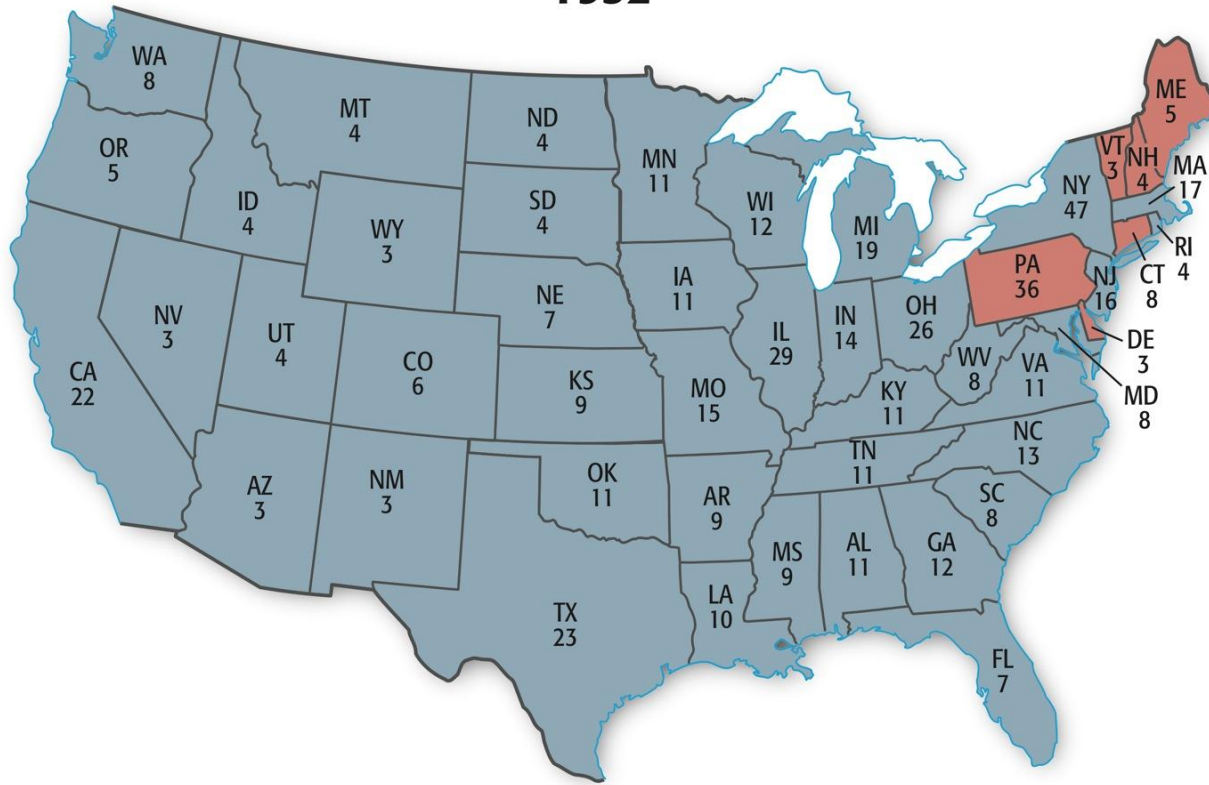 1932
WA
8
OR
5
ID
4
MT
4
WY
3
ND
4
SD
4
NE
7
MN
11
IA
11
WI
12
MI
19
NV
3
UT
4
CO
6
KS
9
CA
22
AZ
3
NM
3
OK
11
TX
23
MO
15
AR
9
LA
10
IL
29
IN
14
OH
26
KY
11
TN
11
MS
9
AL
11
GA
12
FL
7
SC
8
NC
13
VA
11
WV
8
PA
36
NY
47
VT
3
NH
4
ME
5
MA
17
RI
4
CT
8
NJ
16
DE
3
MD
8